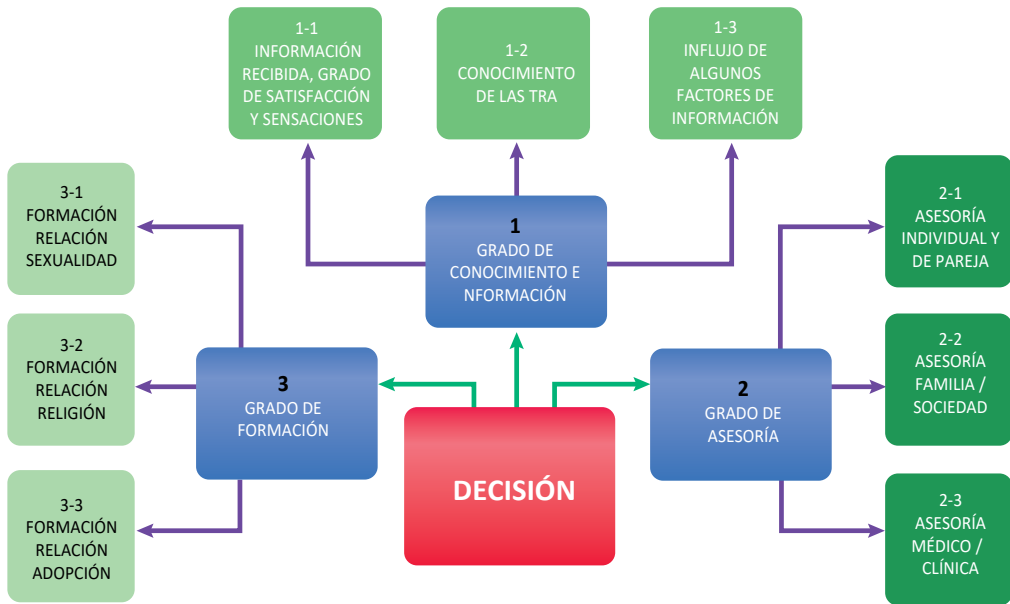 1-1
INFORMACIÓN
RECIBIDA, GRADO
DE SATISFACCIÓN
Y SENSACIONES
1-2
CONOCIMIENTO
DE LAS TRA
1-3
INFLUJO DE
ALGUNOS
FACTORES DE
INFORMACIÓN
3-1
FORMACIÓN
RELACIÓN
SEXUALIDAD
1
GRADO DE
CONOCIMIENTO E
NFORMACIÓN
2-1
ASESORÍA
INDIVIDUAL Y
DE PAREJA
3-2
FORMACIÓN
RELACIÓN
RELIGIÓN
3
GRADO DE
FORMACIÓN
2
GRADO DE
ASESORÍA
2-2
ASESORÍA
FAMILIA /
SOCIEDAD
DECISIÓN
3-3
FORMACIÓN
RELACIÓN
ADOPCIÓN
2-3
ASESORÍA
MÉDICO /
CLÍNICA